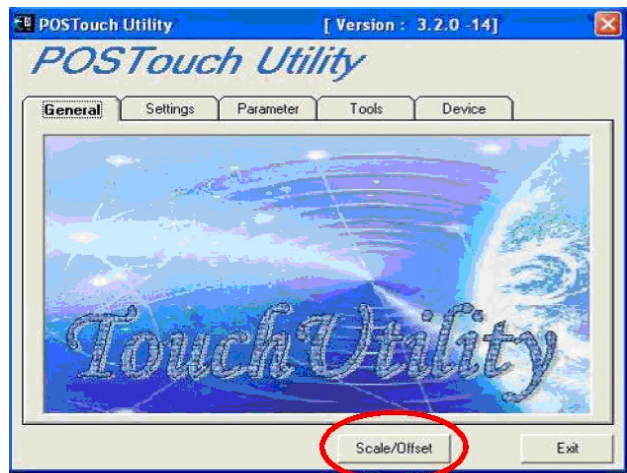 POSTouch Utility [ Version : 3.2.0 -14]
POSTouch Utility
General Settings Parameter Tools Device
TouchUtility
Scale/Offset Exit